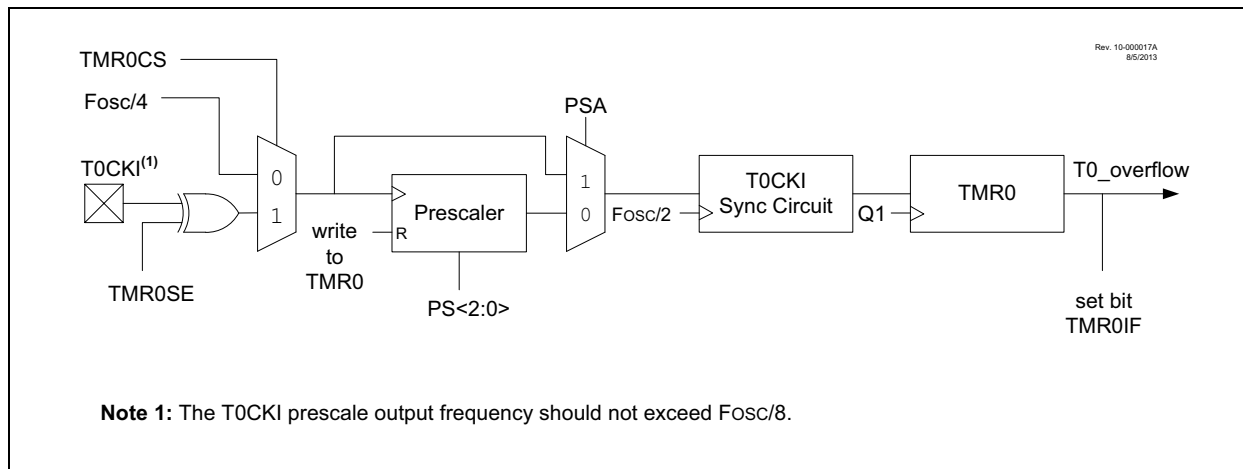 Rev. 10-000017A
8/5/2013
TMR0CS
Fosc/4
PSA
T0CKI(1)
0
1
1
0
Prescaler
R
write
to
TMR0
PS<2:0>
TMR0SE
FOSC/2
T0CKI
Sync Circuit
Q1
TMR0
T0_overflow
set bit
TMR0IF
Note 1: The T0CKI prescale output frequency should not exceed FOSC/8.